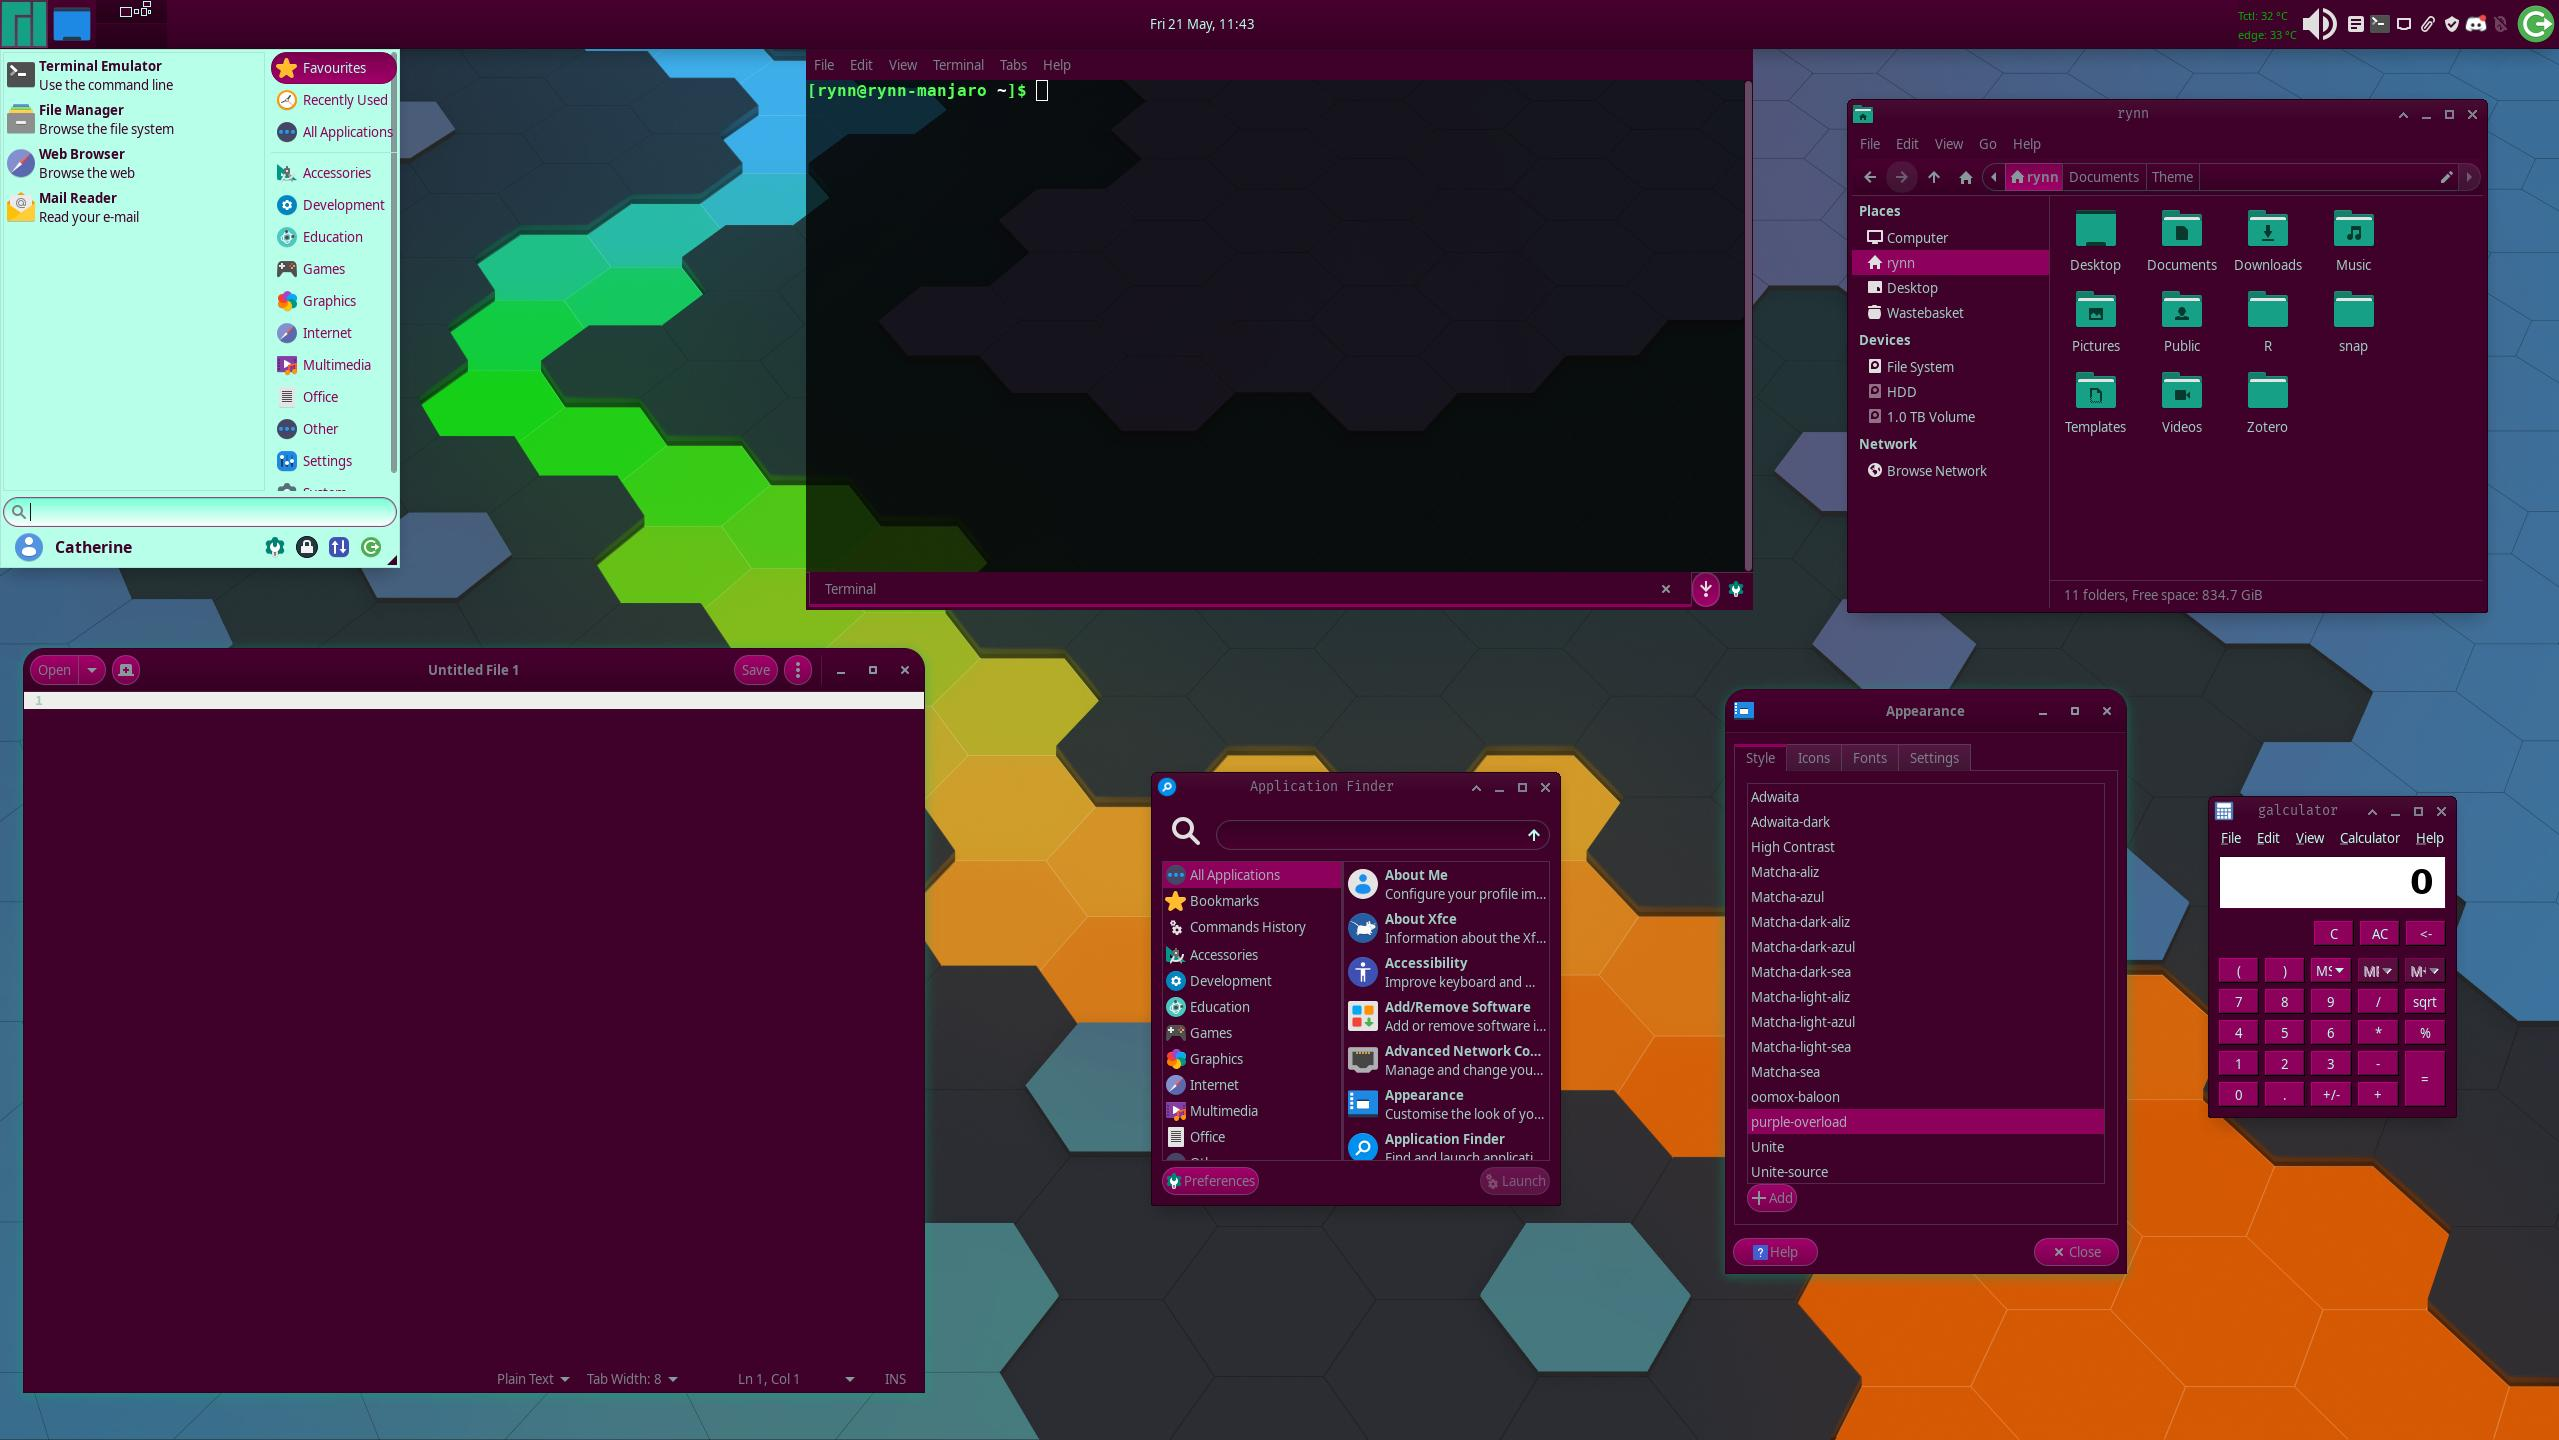 Fri 21 May, 11:43
Tctl: 32 °C
edge: 33 °C
Terminal Emulator
Use the command line
File Manager
Browse the file system
Web Browser
Browse the web
Mail Reader
Read your e-mail
Favourites
Recently Used
All Applications
Accessories
Development
Education
Games
Graphics
Internet
Multimedia
Office
Other
Settings
Catherine
File Edit View Terminal Tabs Help
[rynn@rynn-manjaro ~]$
Terminal
rynn
File Edit View Go Help
rynn Documents Theme
Places
Computer
rynn
Desktop
Wastebasket
Devices
File System
HDD
1.0 TB Volume
Network
Browse Network
Desktop Documents Downloads Music
Pictures Public R snap
Templates Videos Zotero
11 folders, Free space: 834.7 GiB
Open Untitled File 1 Save
1
Plain Text Tab Width: 8 Ln 1, Col 1 INS
Application Finder
All Applications
Bookmarks
Commands History
Accessories
Development
Education
Games
Graphics
Internet
Multimedia
Office
About Me
Configure your profile im...
About Xfce
Information about the Xf...
Accessibility
Improve keyboard and ...
Add/Remove Software
Add or remove software i...
Advanced Network Co...
Manage and change you...
Appearance
Customise the look of yo...
Application Finder
Find and launch applicati...
Preferences Launch
Appearance
Style Icons Fonts Settings
Adwaita
Adwaita-dark
High Contrast
Matcha-aliz
Matcha-azul
Matcha-dark-aliz
Matcha-dark-azul
Matcha-dark-sea
Matcha-light-aliz
Matcha-light-azul
Matcha-light-sea
Matcha-sea
oomox-baloon
purple-overload
Unite
Unite-source
Add
Help Close
galculator
File Edit View Calculator Help
0
C AC <-
( )
7 8 9 / sqrt
4 5 6 * %
1 2 3 - =
0 . +/- +